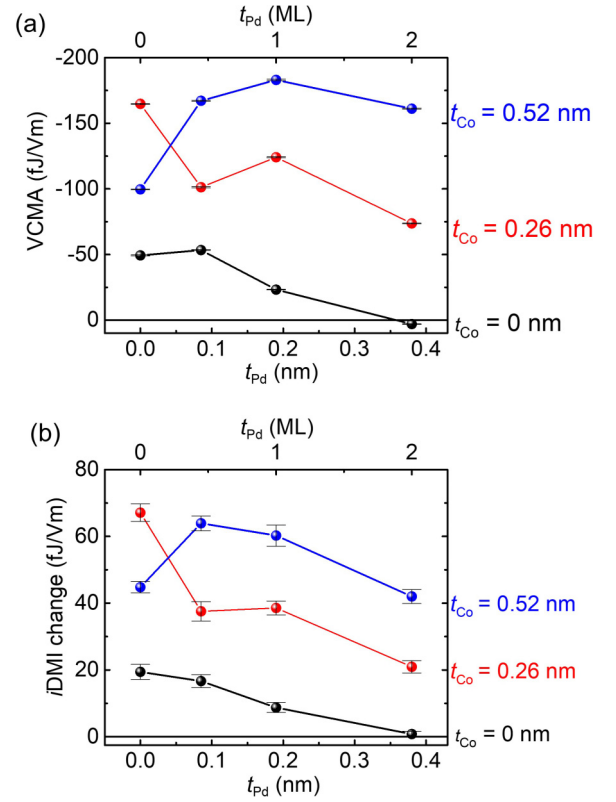 (a)
t_Pd (ML)
0 1 2
-200
-150
-100
-50
0
VCMA (fJ/Vm)
t_Co = 0.52 nm
t_Co = 0.26 nm
t_Co = 0 nm
0.0 0.1 0.2 0.3 0.4
t_Pd (nm)
(b)
t_Pd (ML)
0 1 2
80
60
40
20
0
iDMI change (fJ/Vm)
t_Co = 0.52 nm
t_Co = 0.26 nm
t_Co = 0 nm
0.0 0.1 0.2 0.3 0.4
t_Pd (nm)